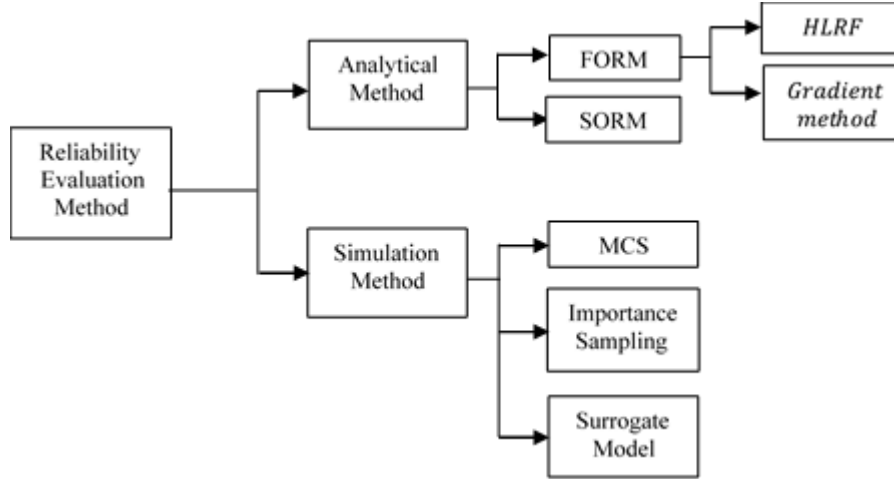 Reliability
Evaluation
Method
Analytical
Method
FORM
SORM
HLRF
Gradient
method
Simulation
Method
MCS
Importance
Sampling
Surrogate
Model